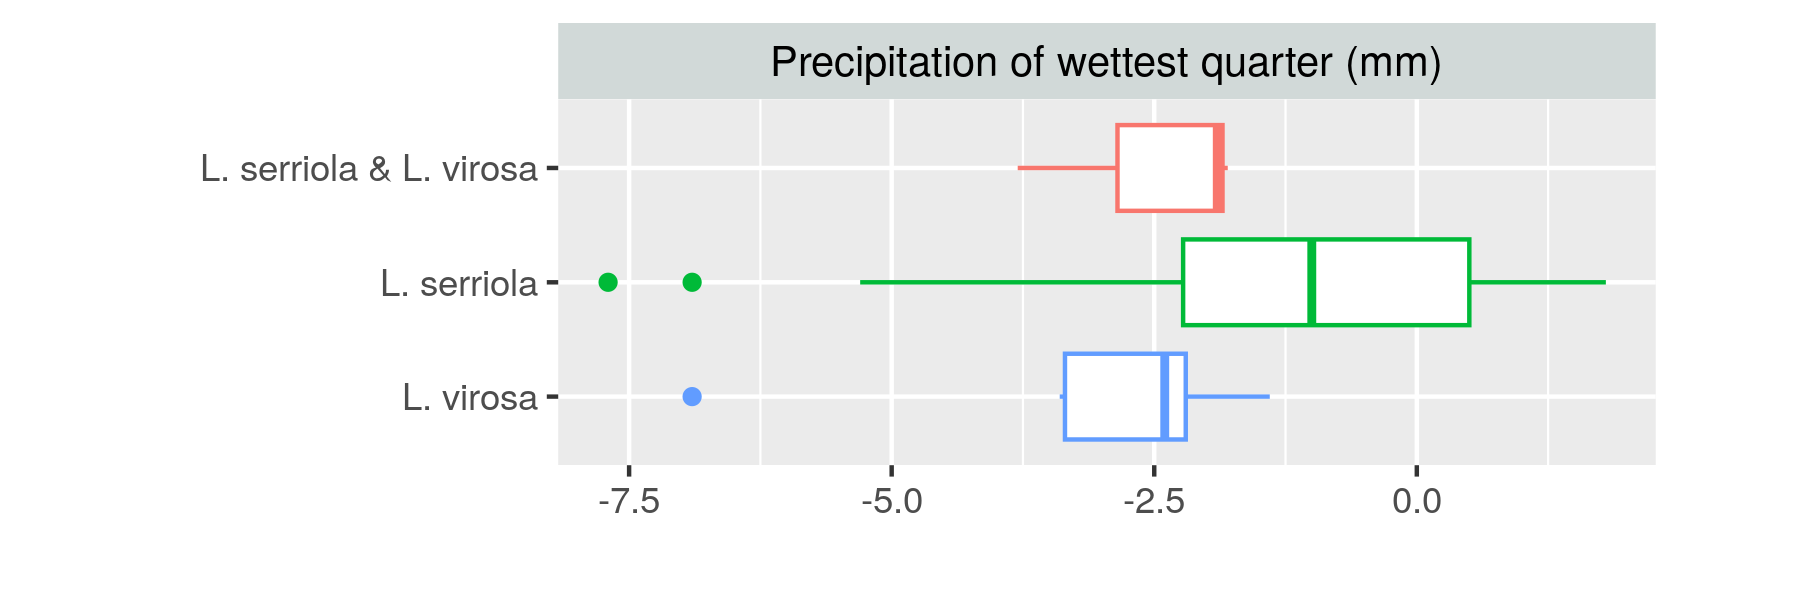 Precipitation of wettest quarter (mm)
L. serriola & L. virosa
L. serriola
L. virosa
-7.5 -5.0 -2.5 0.0